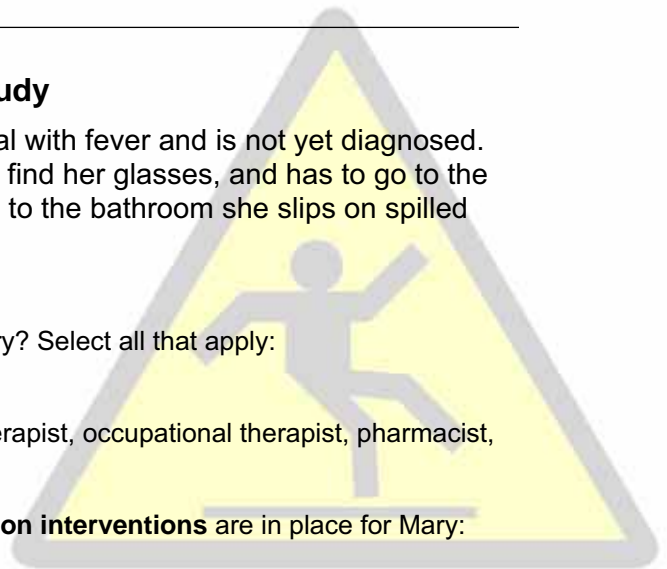 udy
al with fever and is not yet diagnosed.
find her glasses, and has to go to the
to the bathroom she slips on spilled
ry? Select all that apply:
erapist, occupational therapist, pharmacist,
on interventions are in place for Mary: